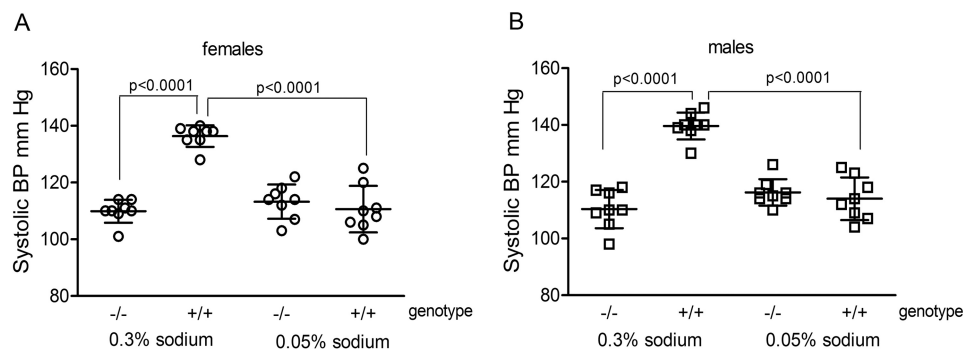 A
females
160
p<0.0001
p<0.0001
140
120
100
80
Systolic BP mm Hg
-/-
+/+
-/-
+/+
genotype
0.3% sodium
0.05% sodium
B
males
160
p<0.0001
p<0.0001
140
120
100
80
Systolic BP mm Hg
-/-
+/+
-/-
+/+
genotype
0.3% sodium
0.05% sodium